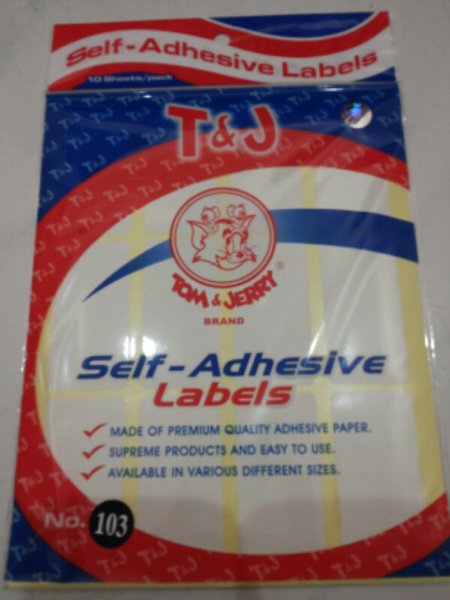 Self-Adhesive Labels
10 Sheets/pack
T&J
TOM & JERRY®
BRAND
Self-Adhesive
Labels
MADE OF PREMIUM QUALITY ADHESIVE PAPER.
SUPREME PRODUCTS AND EASY TO USE.
AVAILABLE IN VARIOUS DIFFERENT SIZES.
No. 103